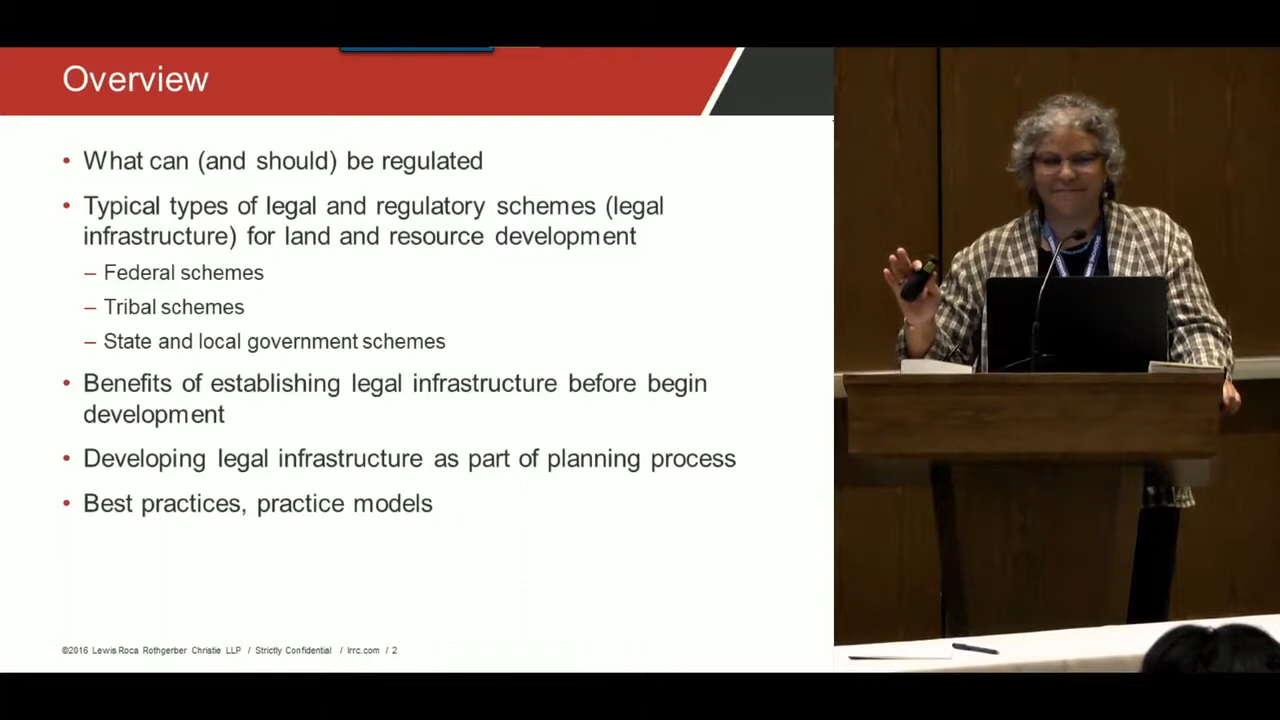 Overview
• What can (and should) be regulated
• Typical types of legal and regulatory schemes (legal
infrastructure) for land and resource development
– Federal schemes
– Tribal schemes
– State and local government schemes
• Benefits of establishing legal infrastructure before begin
development
• Developing legal infrastructure as part of planning process
• Best practices, practice models
©2016 Lewis Roca Rothgerber Christie LLP / Strictly Confidential / lrrc.com / 2